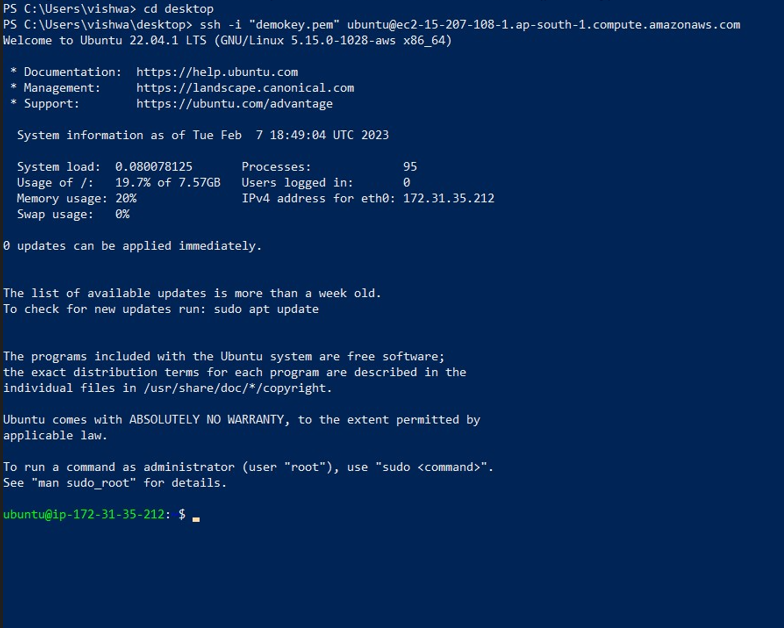 PS C:\Users\vishwa> cd desktop
PS C:\Users\vishwa\desktop> ssh -i "demokey.pem" ubuntu@ec2-15-207-108-1.ap-south-1.compute.amazonaws.com
Welcome to Ubuntu 22.04.1 LTS (GNU/Linux 5.15.0-1028-aws x86_64)
* Documentation: https://help.ubuntu.com
* Management: https://landscape.canonical.com
* Support: https://ubuntu.com/advantage
System information as of Tue Feb 7 18:49:04 UTC 2023
System load: 0.080078125 Processes: 95
Usage of /: 19.7% of 7.57GB Users logged in: 0
Memory usage: 20% IPv4 address for eth0: 172.31.35.212
Swap usage: 0%
0 updates can be applied immediately.
The list of available updates is more than a week old.
To check for new updates run: sudo apt update
The programs included with the Ubuntu system are free software;
the exact distribution terms for each program are described in the
individual files in /usr/share/doc/*/copyright.
Ubuntu comes with ABSOLUTELY NO WARRANTY, to the extent permitted by
applicable law.
To run a command as administrator (user "root"), use "sudo <command>".
See "man sudo_root" for details.
ubuntu@ip-172-31-35-212: $